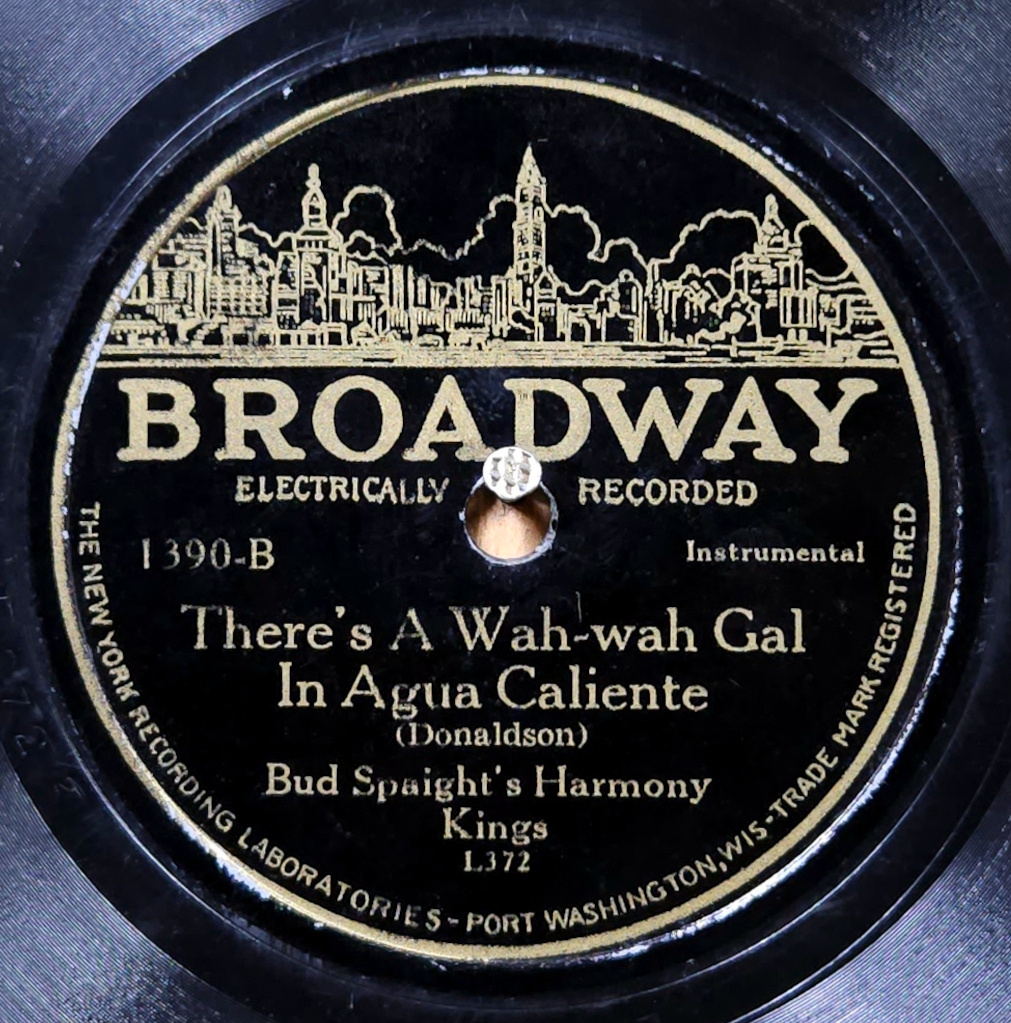 BROADWAY
ELECTRICALLY RECORDED
1390-B Instrumental
There's A Wah-wah Gal
In Agua Caliente
(Donaldson)
Bud Spaight's Harmony
Kings
L372
THE NEW YORK RECORDING LABORATORIES - PORT WASHINGTON, WIS - TRADE MARK REGISTERED